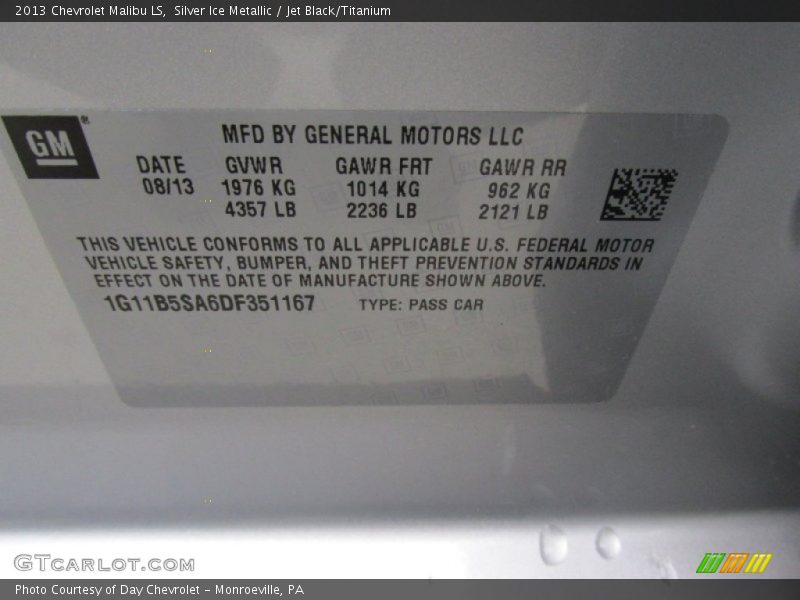 2013 Chevrolet Malibu LS, Silver Ice Metallic / Jet Black/Titanium
GM®
MFD BY GENERAL MOTORS LLC
DATE GVWR GAWR FRT GAWR RR
08/13 1976 KG 1014 KG 962 KG
4357 LB 2236 LB 2121 LB
THIS VEHICLE CONFORMS TO ALL APPLICABLE U.S. FEDERAL MOTOR
VEHICLE SAFETY, BUMPER, AND THEFT PREVENTION STANDARDS IN
EFFECT ON THE DATE OF MANUFACTURE SHOWN ABOVE.
1G11B5SA6DF351167 TYPE: PASS CAR
GTCARLOT.COM
Photo Courtesy of Day Chevrolet - Monroeville, PA